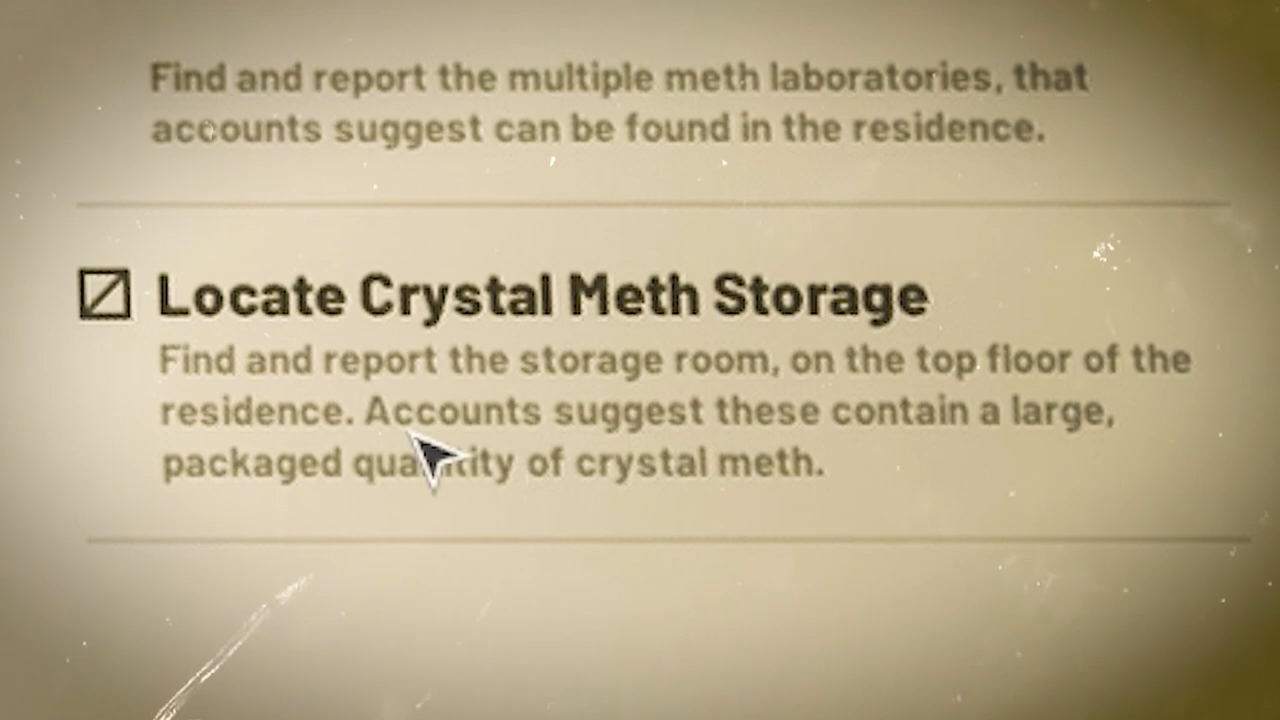 Find and report the multiple meth laboratories, that
accounts suggest can be found in the residence.
Locate Crystal Meth Storage
Find and report the storage room, on the top floor of the
residence. Accounts suggest these contain a large,
packaged quantity of crystal meth.